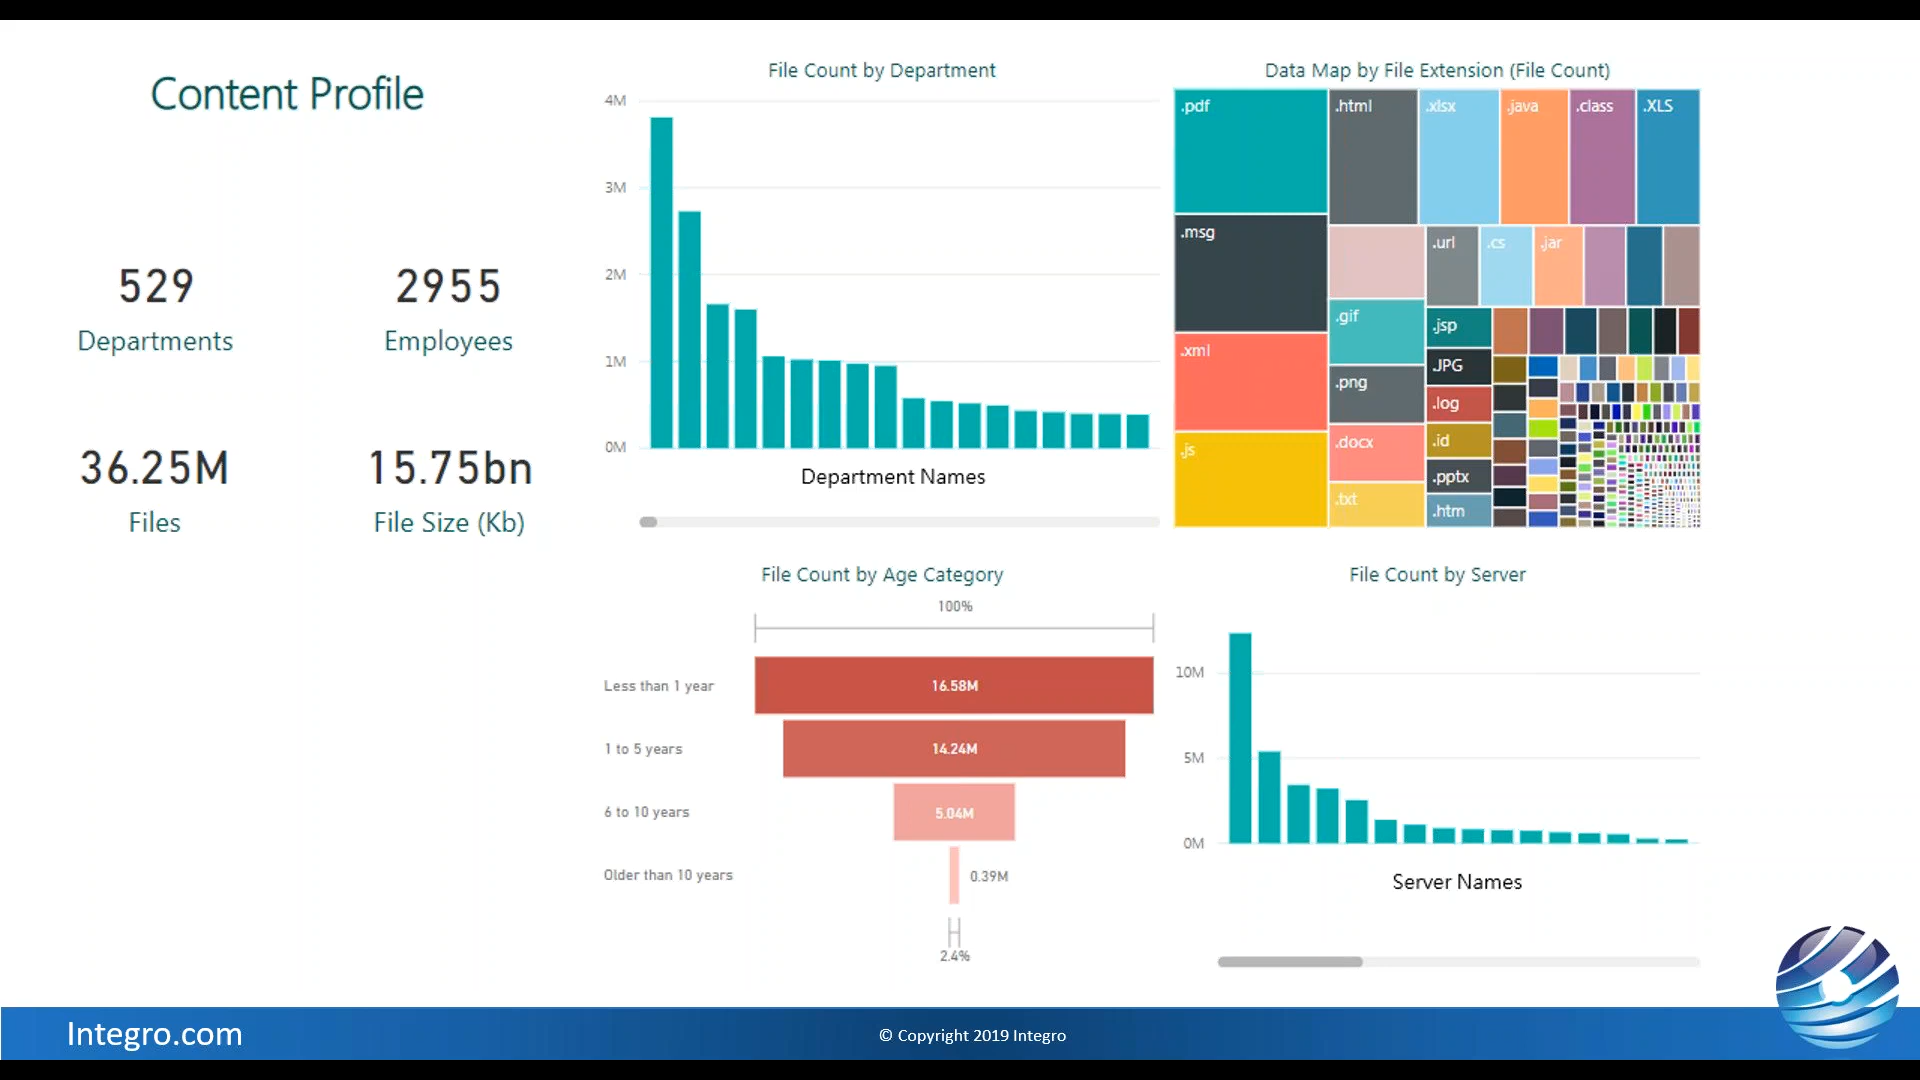 Content Profile
529
Departments
2955
Employees
36.25M
Files
15.75bn
File Size (Kb)
File Count by Department
4M
3M
2M
1M
0M
Department Names
Data Map by File Extension (File Count)
.pdf
.html
.xlsx
.java
.class
.XLS
.msg
.url
.cs
.jar
.gif
.jsp
.xml
.JPG
.png
.log
.js
.docx
.id
.pptx
.txt
.htm
File Count by Age Category
100%
Less than 1 year
16.58M
1 to 5 years
14.24M
6 to 10 years
5.04M
Older than 10 years
0.39M
2.4%
File Count by Server
10M
5M
0M
Server Names
Integro.com
© Copyright 2019 Integro